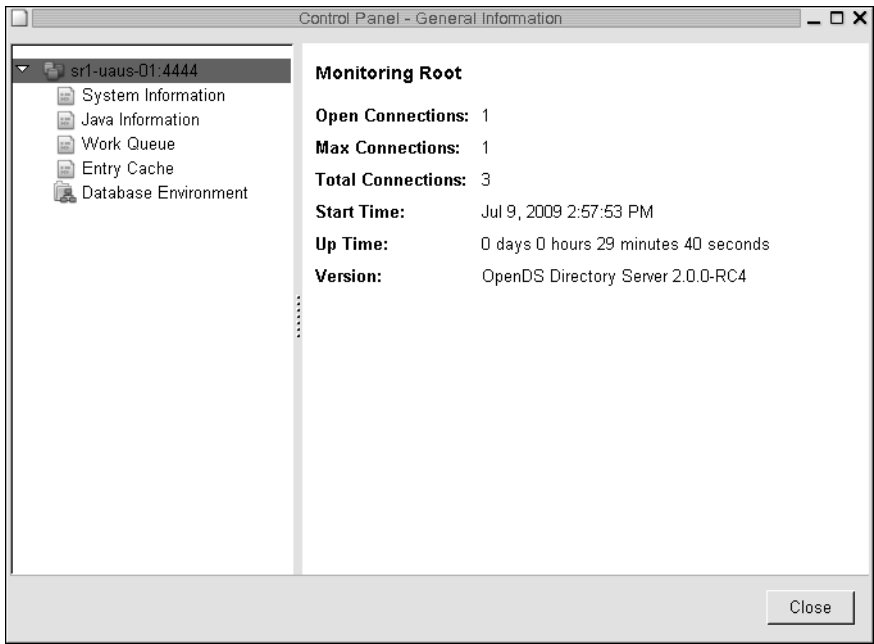 Control Panel - General Information
sr1-uaus-01:4444
System Information
Java Information
Work Queue
Entry Cache
Database Environment
Monitoring Root
Open Connections: 1
Max Connections: 1
Total Connections: 3
Start Time: Jul 9, 2009 2:57:53 PM
Up Time: 0 days 0 hours 29 minutes 40 seconds
Version: OpenDS Directory Server 2.0.0-RC4
Close